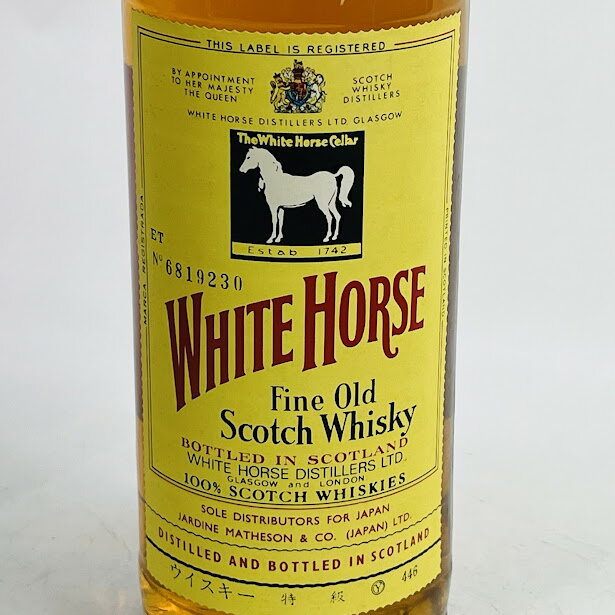 THIS LABEL IS REGISTERED
BY APPOINTMENT
TO HER MAJESTY
THE QUEEN
SCOTCH
WHISKY
DISTILLERS
WHITE HORSE DISTILLERS LTD. GLASGOW
The White Horse Cellar
Estab 1742
MARCA REGISTRADA
PRINTED IN SCOTLAND
ET
Nº 6819230
WHITE HORSE
Fine Old
Scotch Whisky
BOTTLED IN SCOTLAND
WHITE HORSE DISTILLERS LTD.
GLASGOW and LONDON
100% SCOTCH WHISKIES
SOLE DISTRIBUTORS FOR JAPAN
JARDINE MATHESON & CO. (JAPAN) LTD.
DISTILLED AND BOTTLED IN SCOTLAND
ウイスキー 特級 Ⓨ 446